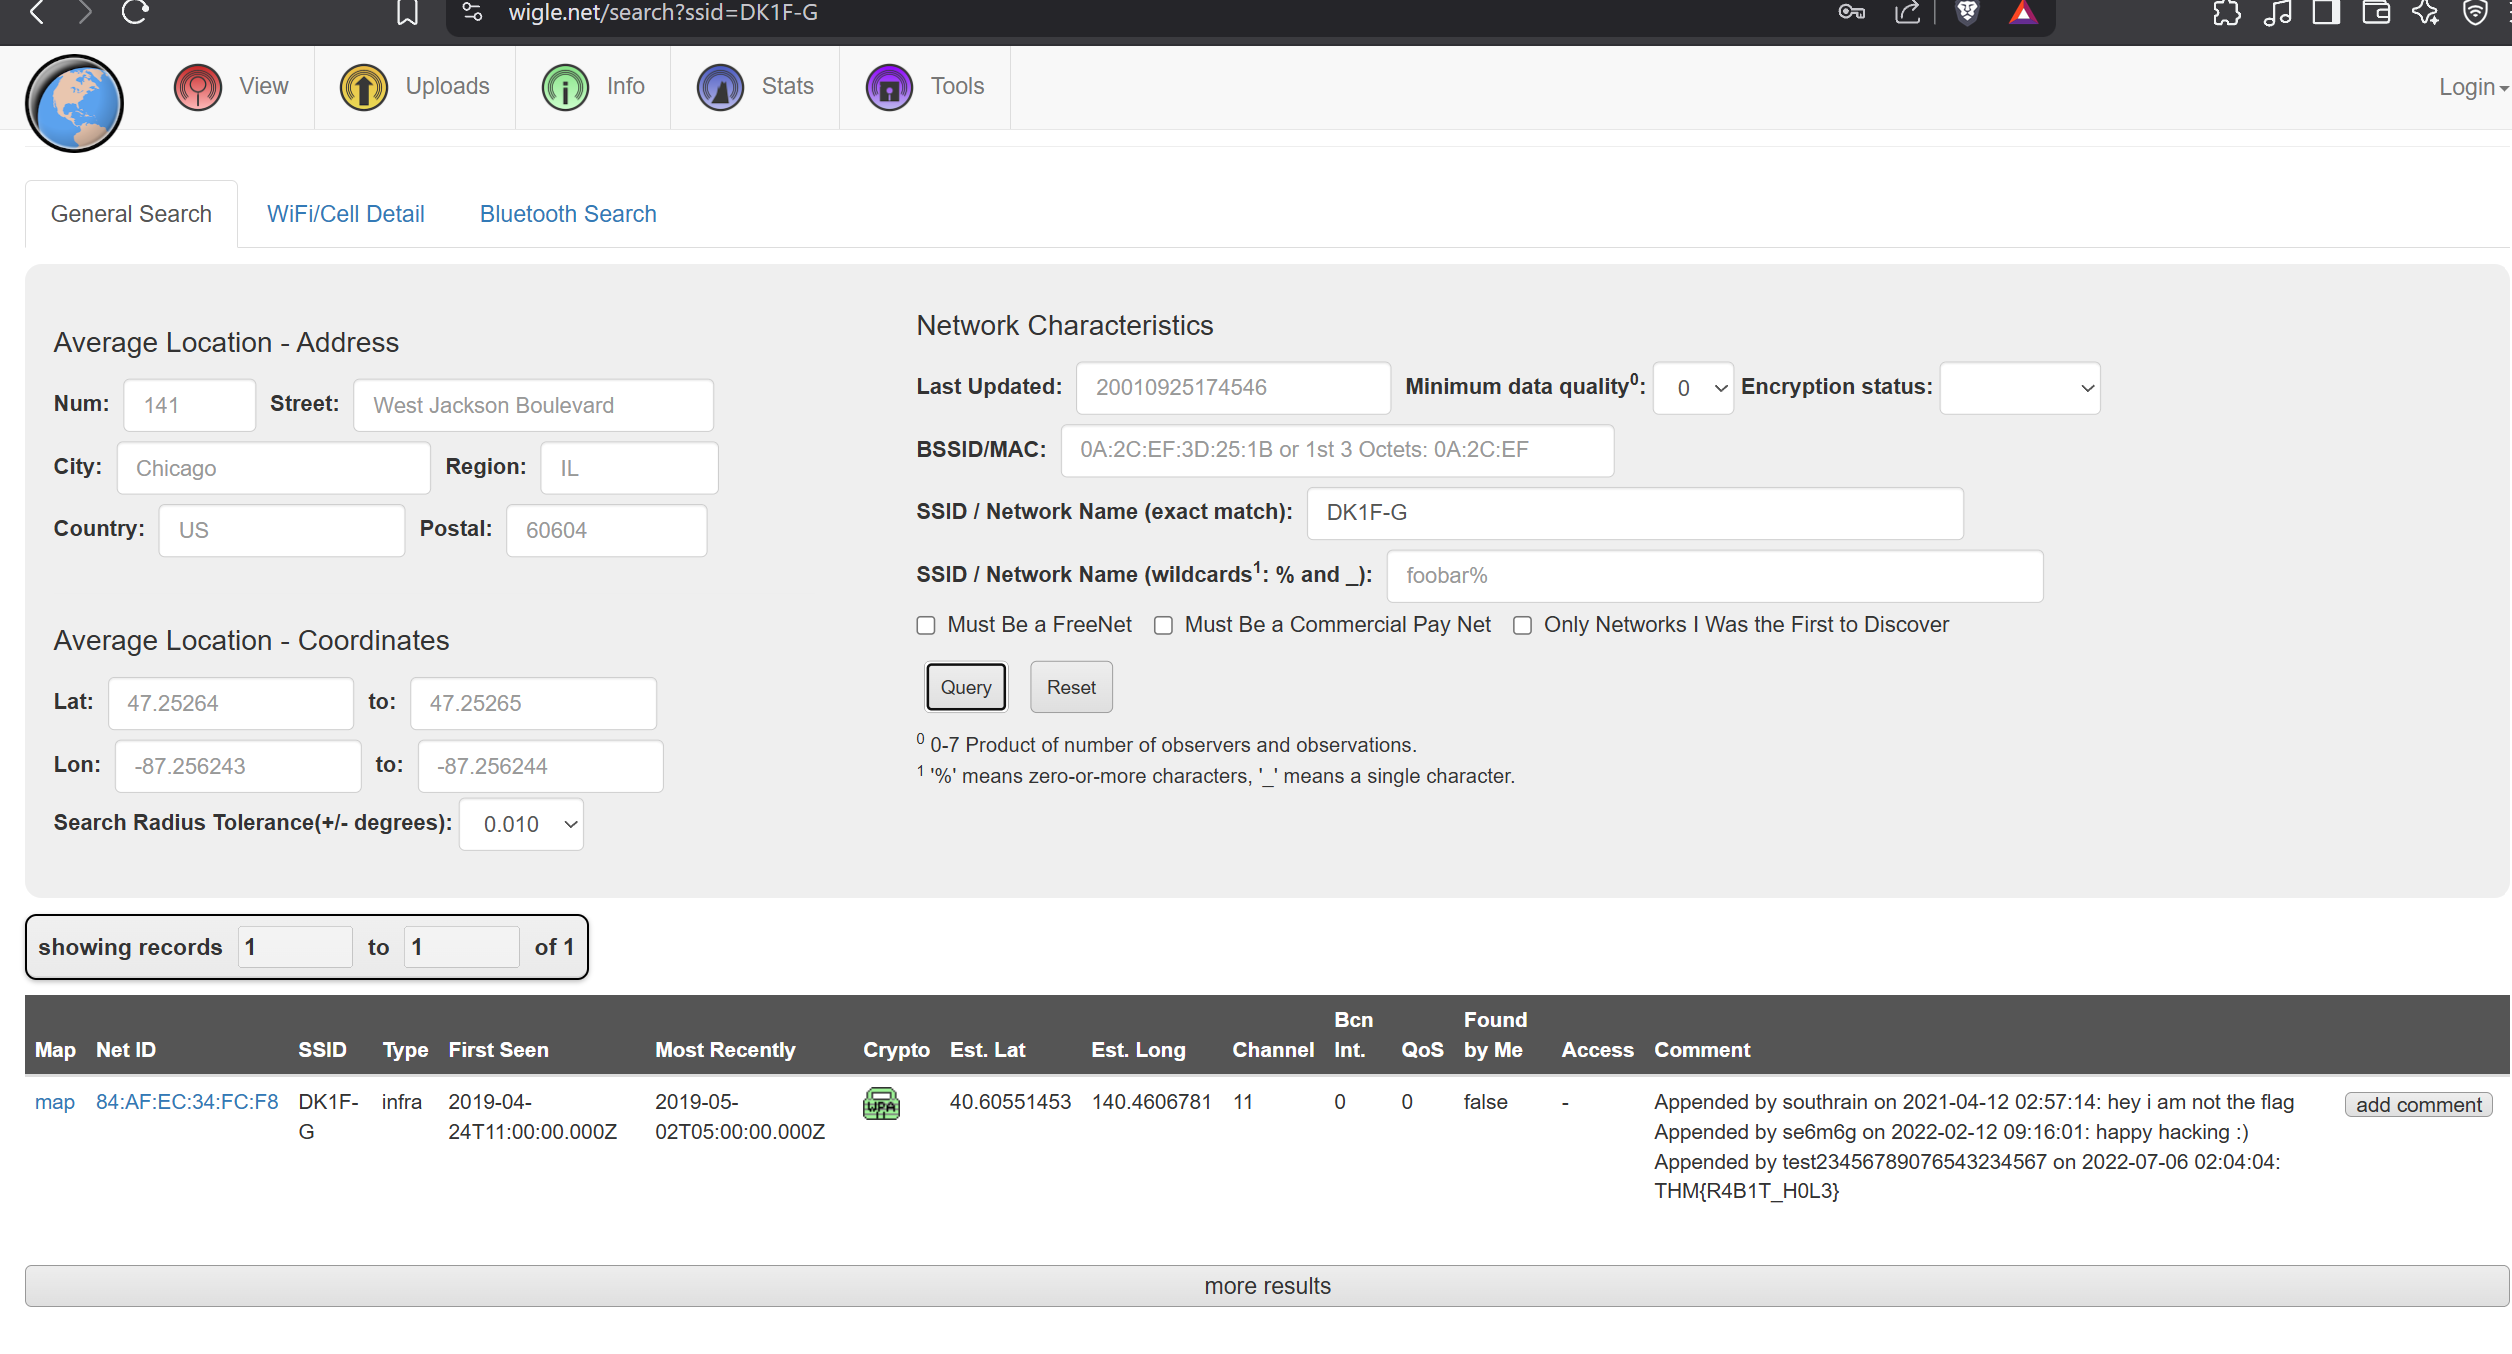 wigle.net/search?ssid=DK1F-G
View
Uploads
Info
Stats
Tools
Login
General Search
WiFi/Cell Detail
Bluetooth Search
Average Location - Address
Num: 141 Street: West Jackson Boulevard
City: Chicago Region: IL
Country: US Postal: 60604
Average Location - Coordinates
Lat: 47.25264 to: 47.25265
Lon: -87.256243 to: -87.256244
Search Radius Tolerance(+/- degrees): 0.010
Network Characteristics
Last Updated: 20010925174546 Minimum data quality0: 0 Encryption status:
BSSID/MAC: 0A:2C:EF:3D:25:1B or 1st 3 Octets: 0A:2C:EF
SSID / Network Name (exact match): DK1F-G
SSID / Network Name (wildcards1: % and _): foobar%
Must Be a FreeNet Must Be a Commercial Pay Net Only Networks I Was the First to Discover
Query Reset
0 0-7 Product of number of observers and observations.
1 '%' means zero-or-more characters, '_' means a single character.
showing records 1 to 1 of 1
Map Net ID SSID Type First Seen Most Recently Crypto Est. Lat Est. Long Channel Bcn Int. QoS Found by Me Access Comment
map 84:AF:EC:34:FC:F8 DK1F- infra 2019-04- 2019-05- WPA 40.60551453 140.4606781 11 0 0 false - Appended by southrain on 2021-04-12 02:57:14: hey i am not the flag add comment
G 24T11:00:00.000Z 02T05:00:00.000Z Appended by se6m6g on 2022-02-12 09:16:01: happy hacking :)
Appended by test23456789076543234567 on 2022-07-06 02:04:04:
THM{R4B1T_H0L3}
more results